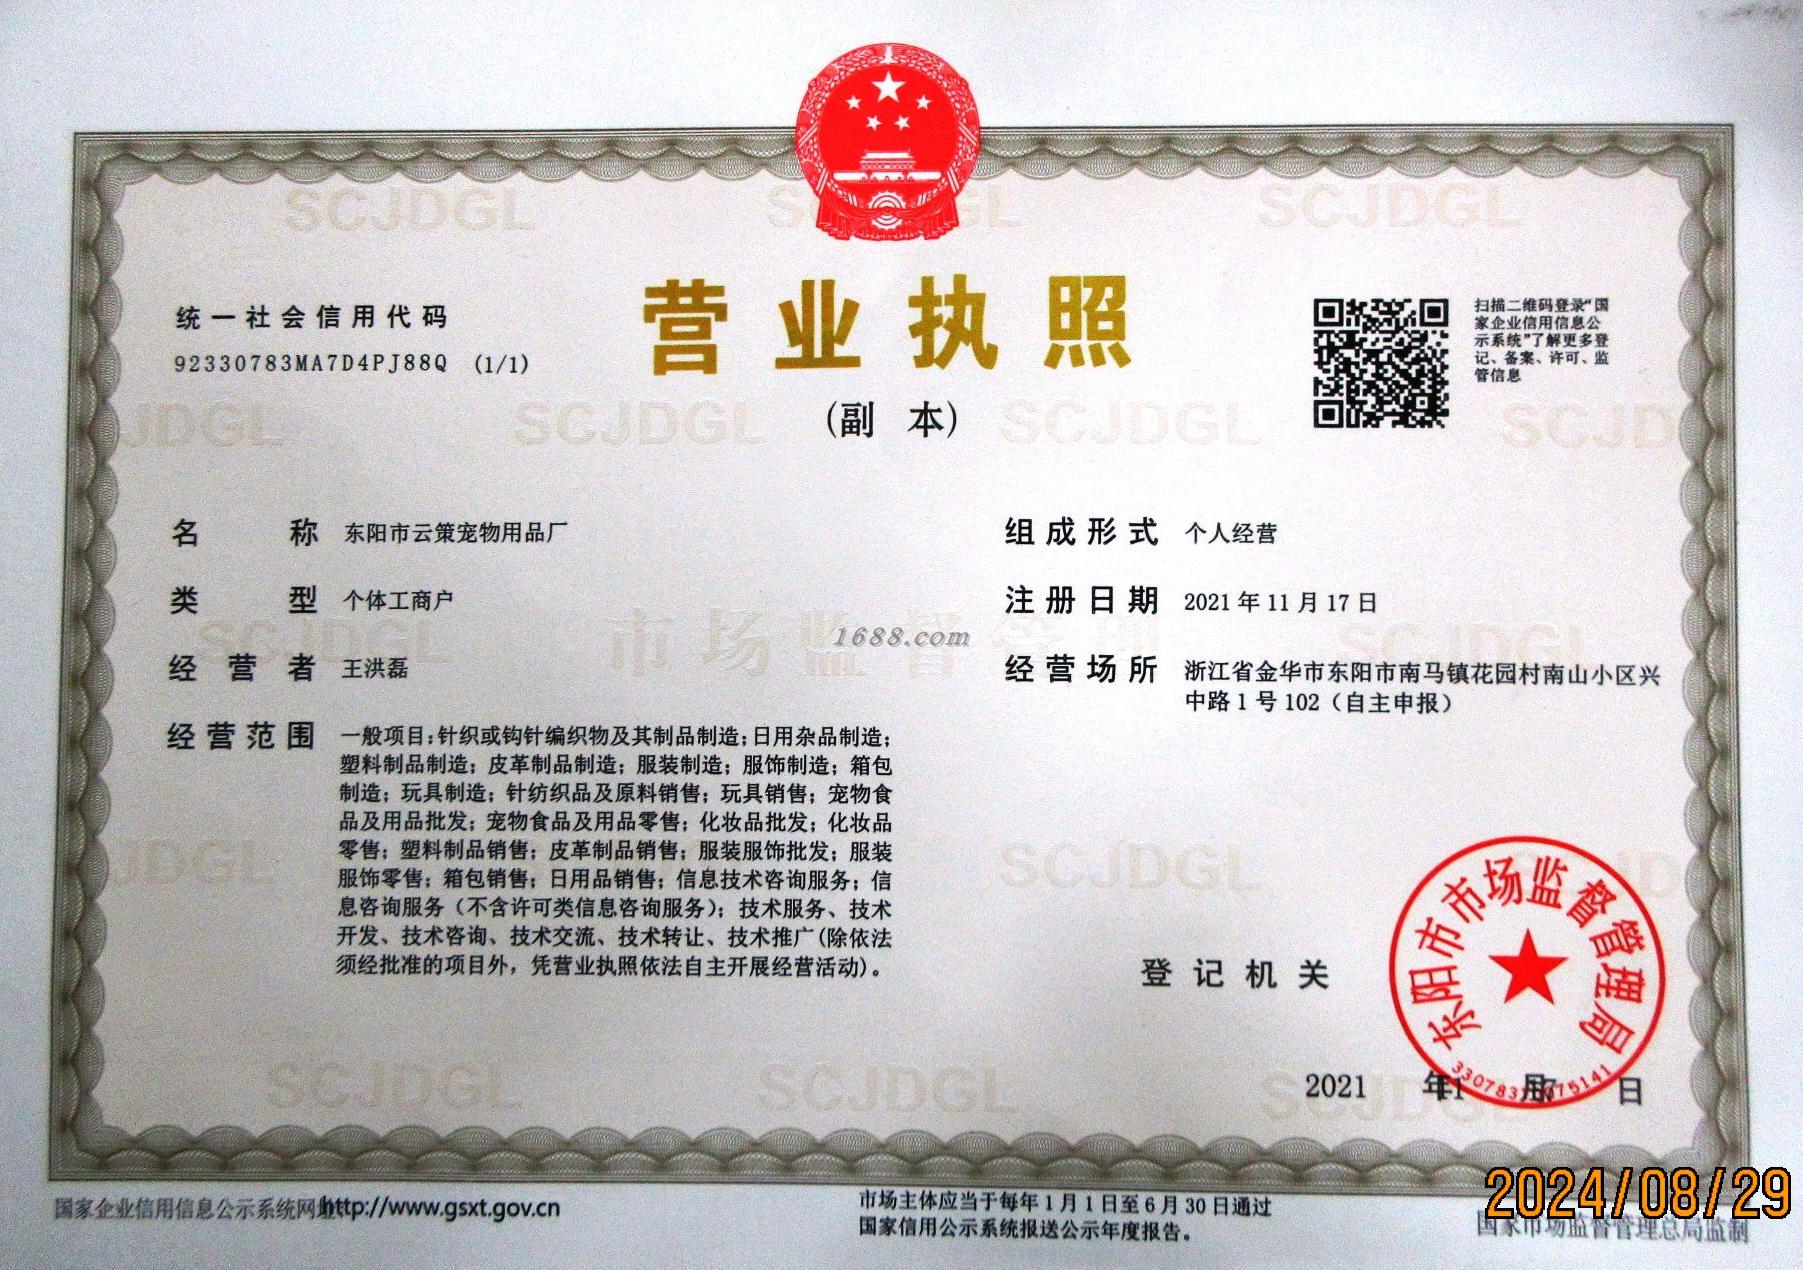 营业执照
(副 本)
统一社会信用代码
92330783MA7D4PJ88Q (1/1)
扫描二维码登录“国
家企业信用信息公
示系统”了解更多登
记、备案、许可、监
管信息
名 称 东阳市云策宠物用品厂
类 型 个体工商户
经 营 者 王洪磊
经营范围 一般项目:针织或钩针编织物及其制品制造;日用杂品制造;
塑料制品制造;皮革制品制造;服装制造;服饰制造;箱包
制造;玩具制造;针纺织品及原料销售;玩具销售;宠物食
品及用品批发;宠物食品及用品零售;化妆品批发;化妆品
零售;塑料制品销售;皮革制品销售;服装服饰批发;服装
服饰零售;箱包销售;日用品销售;信息技术咨询服务;信
息咨询服务(不含许可类信息咨询服务);技术服务、技术
开发、技术咨询、技术交流、技术转让、技术推广(除依法
须经批准的项目外,凭营业执照依法自主开展经营活动)。
组成形式 个人经营
注册日期 2021年11月17日
经营场所 浙江省金华市东阳市南马镇花园村南山小区兴
中路1号102(自主申报)
1688.com
市场监督管理
SCJDGL
登记机关
东阳市市场监督管理局
2021 年11 月17 日
国家企业信用信息公示系统网址:http://www.gsxt.gov.cn
市场主体应当于每年1月1日至6月30日通过
国家信用公示系统报送公示年度报告。
国家市场监督管理总局监制
2024/08/29